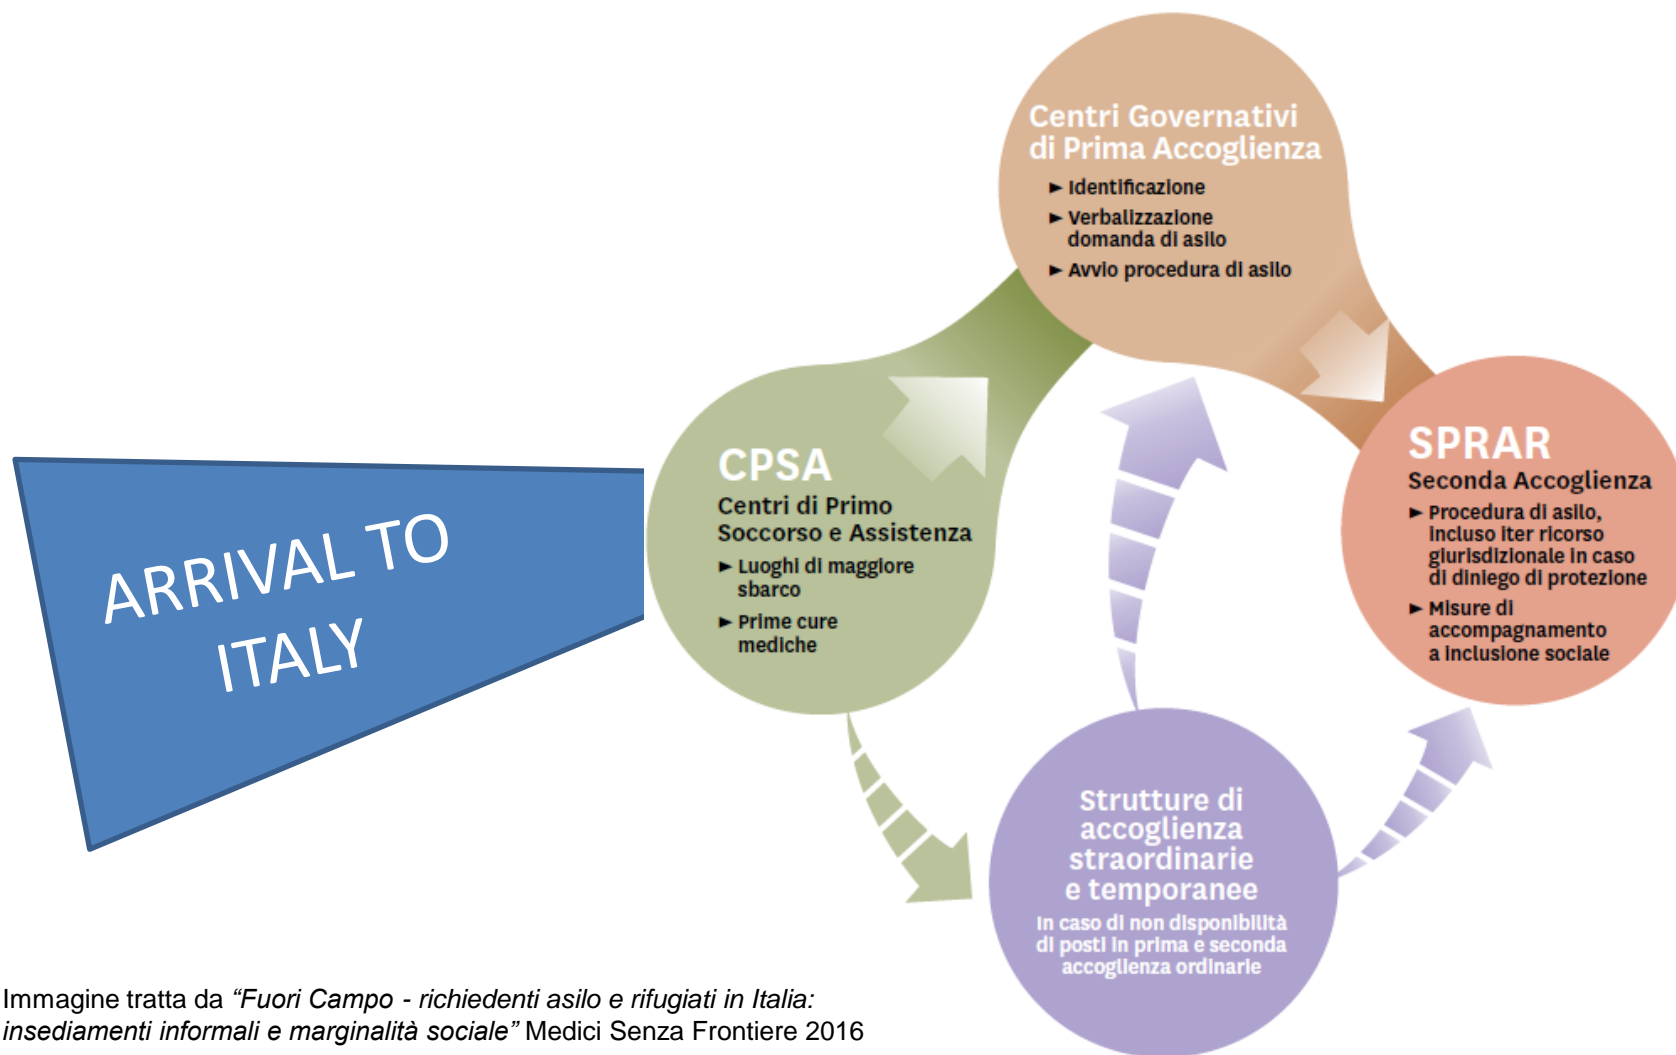 ARRIVAL TO
ITALY
CPSA
Centri di Primo
Soccorso e Assistenza
► Luoghi di maggiore
sbarco
► Prime cure
mediche
Centri Governativi
di Prima Accoglienza
► Identificazione
► Verbalizzazione
domanda di asilo
► Avvio procedura di asilo
SPRAR
Seconda Accoglienza
► Procedura di asilo,
incluso iter ricorso
giurisdizionale in caso
di diniego di protezione
► Misure di
accompagnamento
a inclusione sociale
Strutture di
accoglienza
straordinarie
e temporanee
In caso di non disponibilità
di posti in prima e seconda
accoglienza ordinarie
Immagine tratta da “Fuori Campo - richiedenti asilo e rifugiati in Italia:
insediamenti informali e marginalità sociale” Medici Senza Frontiere 2016